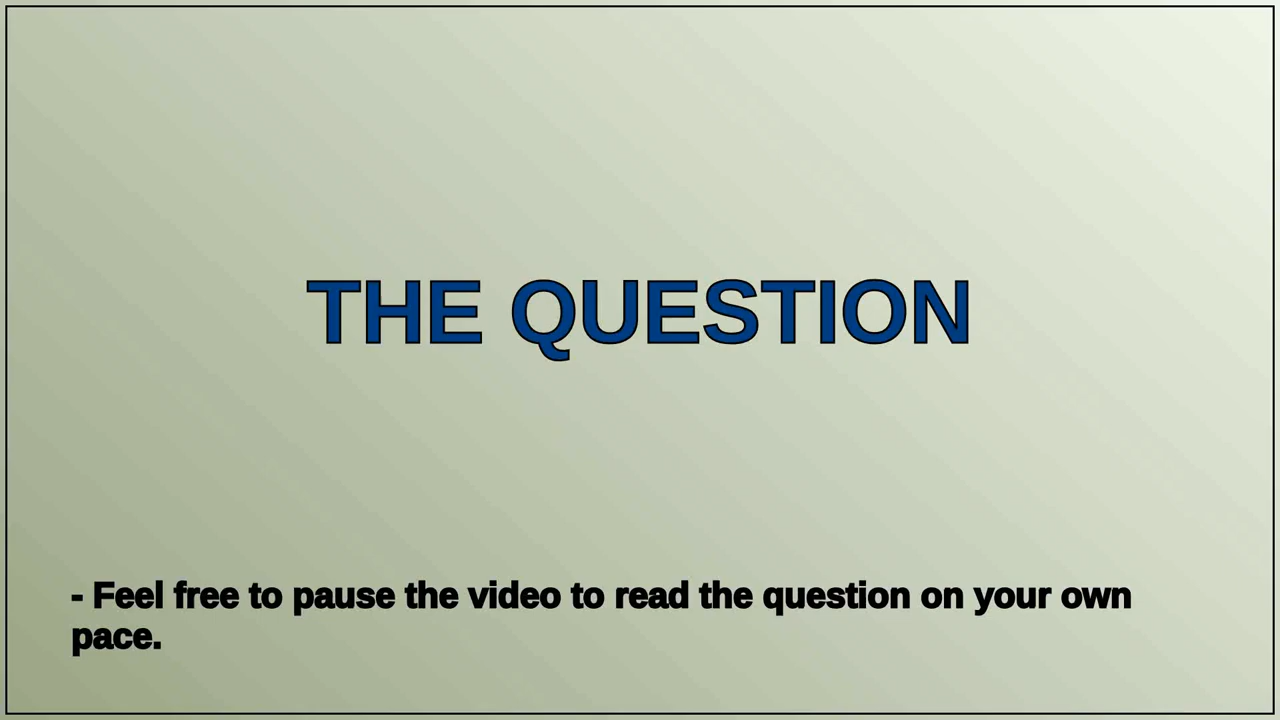 THE QUESTION
- Feel free to pause the video to read the question on your own
pace.